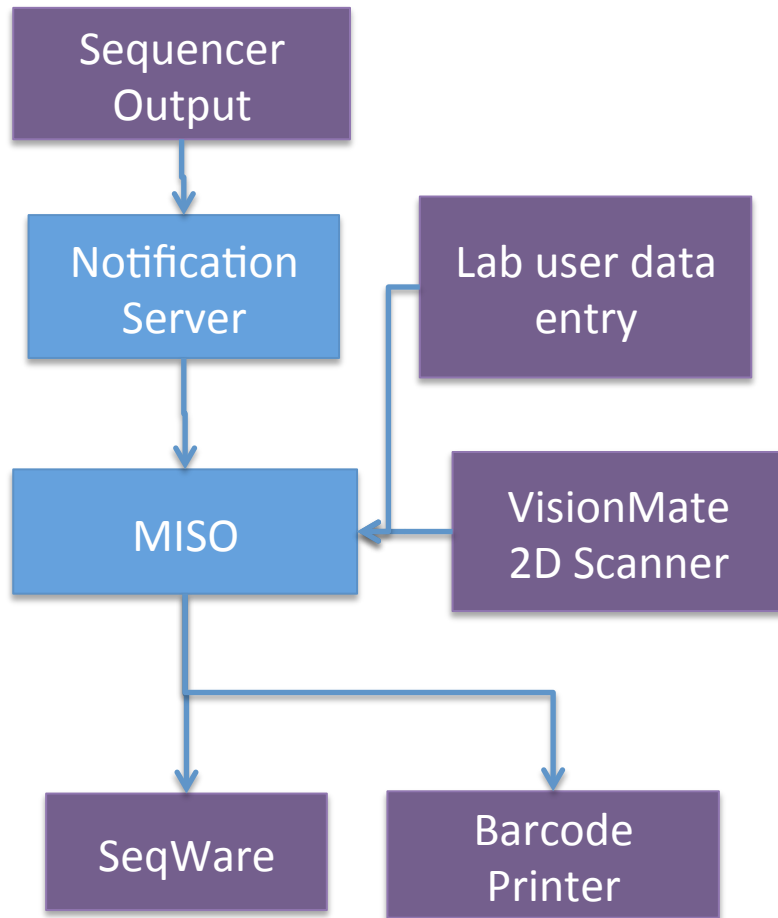 Sequencer
Output
Notification
Server
Lab user data
entry
MISO
VisionMate
2D Scanner
SeqWare
Barcode
Printer